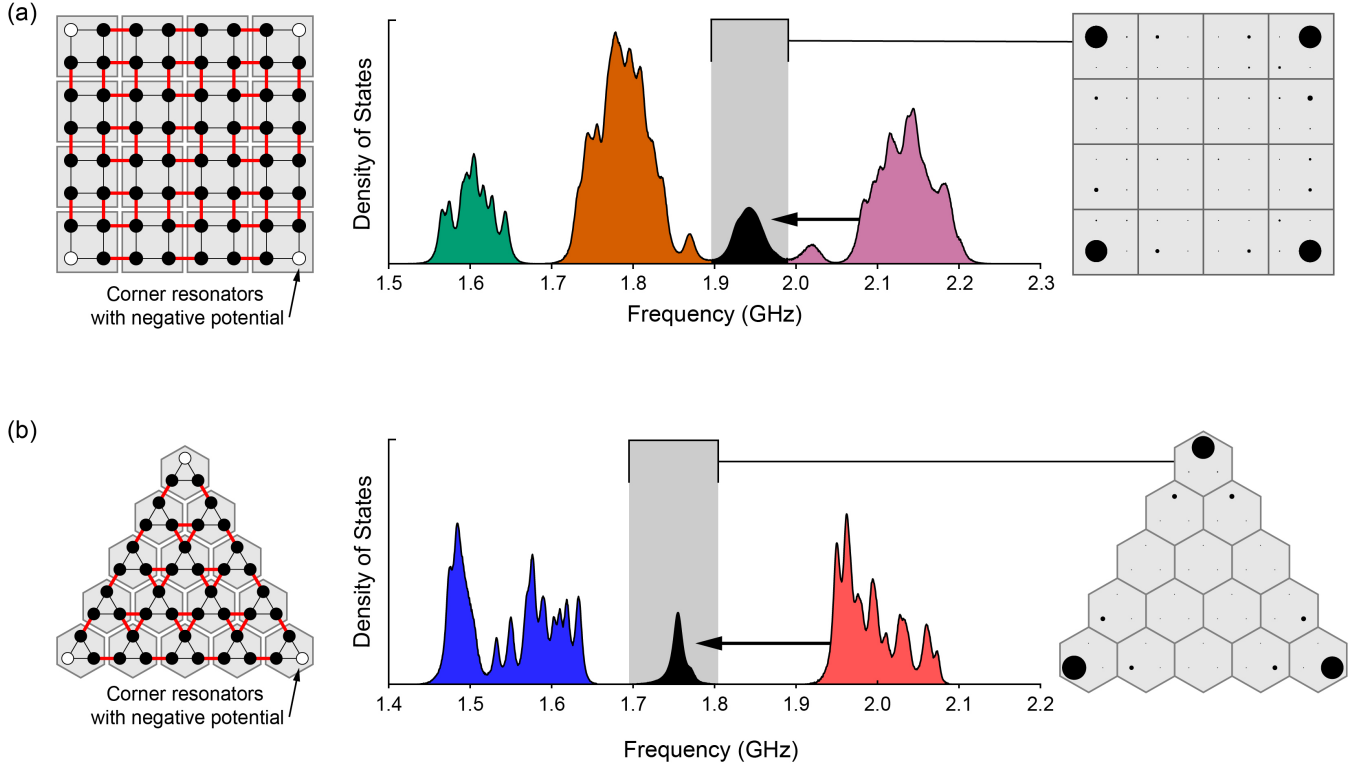 (a)
Corner resonators
with negative potential
Density of States
1.5 1.6 1.7 1.8 1.9 2.0 2.1 2.2 2.3
Frequency (GHz)
(b)
Corner resonators
with negative potential
Density of States
1.4 1.5 1.6 1.7 1.8 1.9 2.0 2.1 2.2
Frequency (GHz)